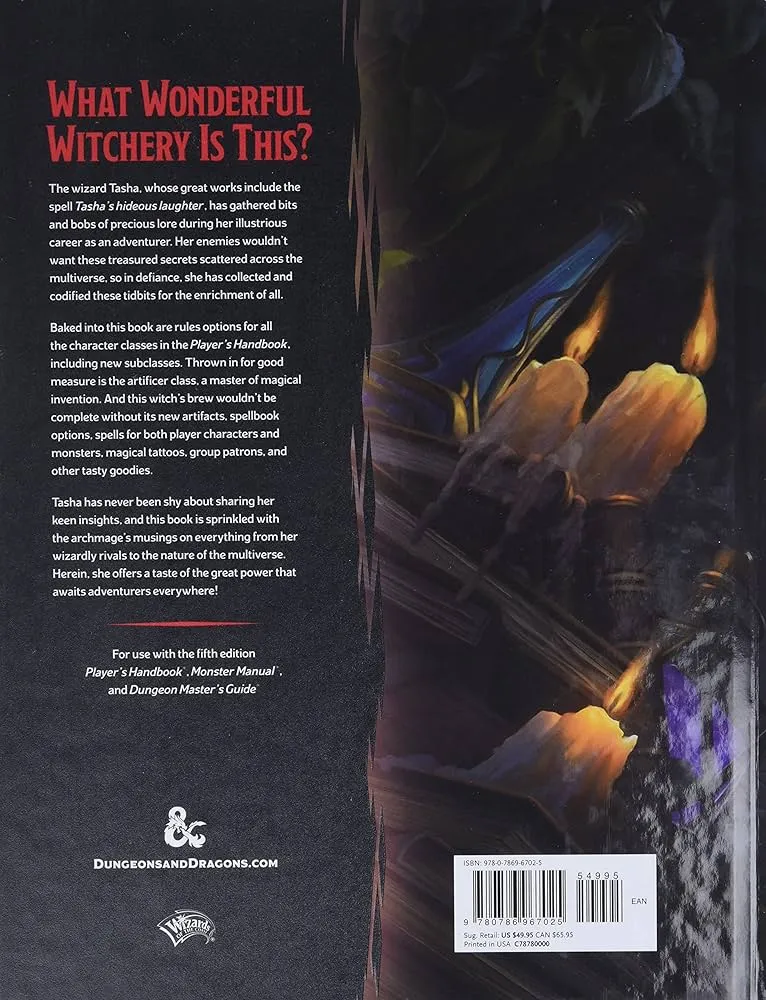 WHAT WONDERFUL
WITCHERY IS THIS?
The wizard Tasha, whose great works include the
spell Tasha's hideous laughter, has gathered bits
and bobs of precious lore during her illustrious
career as an adventurer. Her enemies wouldn't
want these treasured secrets scattered across the
multiverse, so in defiance, she has collected and
codified these tidbits for the enrichment of all.
Baked into this book are rules options for all
the character classes in the Player's Handbook,
including new subclasses. Thrown in for good
measure is the artificer class, a master of magical
invention. And this witch's brew wouldn't be
complete without its new artifacts, spellbook
options, spells for both player characters and
monsters, magical tattoos, group patrons, and
other tasty goodies.
Tasha has never been shy about sharing her
keen insights, and this book is sprinkled with
the archmage's musings on everything from her
wizardly rivals to the nature of the multiverse.
Herein, she offers a taste of the great power that
awaits adventurers everywhere!
For use with the fifth edition
Player's Handbook™, Monster Manual™,
and Dungeon Master's Guide™
&
DUNGEONSANDDRAGONS.COM
Wizards
OF THE COAST
ISBN: 978-0-7869-6702-5
54995
EAN
9 780786 967025
Sug. Retail: US $49.95 CAN $65.95
Printed in USA C78780000